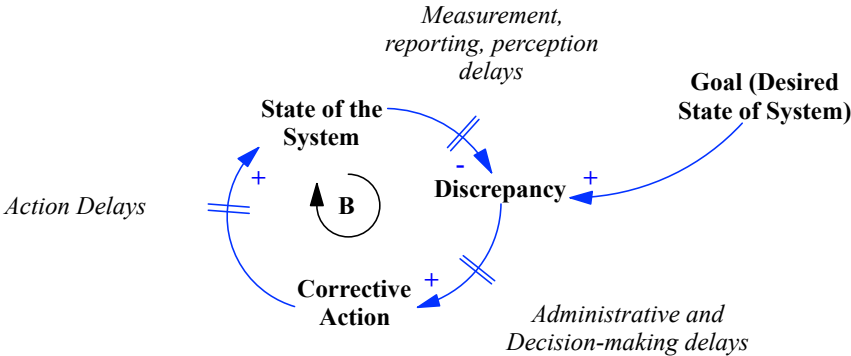 Measurement,
reporting, perception
delays
Goal (Desired
State of System)
State of the
System
-
+
Discrepancy
+
Action Delays
B
+
Corrective
Action
Administrative and
Decision-making delays